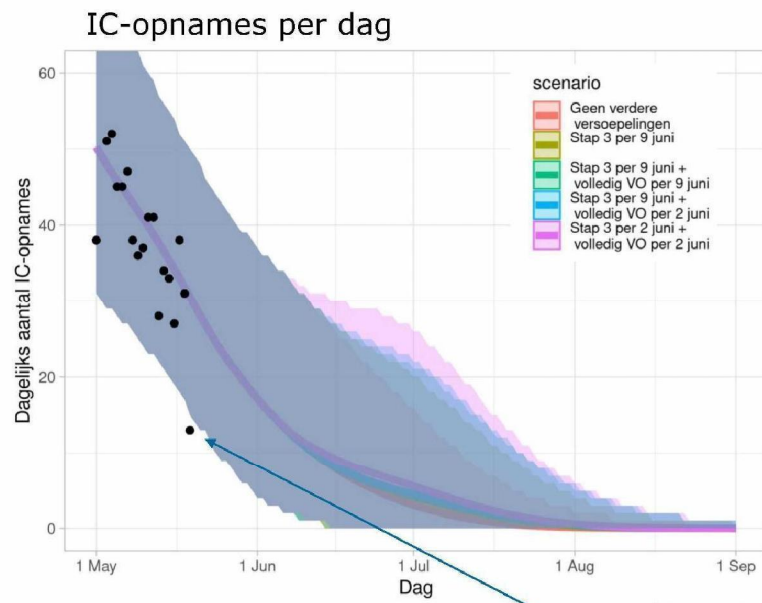 IC-opnames per dag
60
40
20
0
Dagelijks aantal IC-opnames
1 May
1 Jun
1 Jul
1 Aug
1 Sep
Dag
scenario
Geen verdere
versoepelingen
Stap 3 per 9 juni
Stap 3 per 9 juni +
volledig VO per 9 juni
Stap 3 per 9 juni +
volledig VO per 2 juni
Stap 3 per 2 juni +
volledig VO per 2 juni